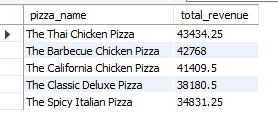 pizza_name total_revenue
The Thai Chicken Pizza 43434.25
The Barbecue Chicken Pizza 42768
The California Chicken Pizza 41409.5
The Classic Deluxe Pizza 38180.5
The Spicy Italian Pizza 34831.25